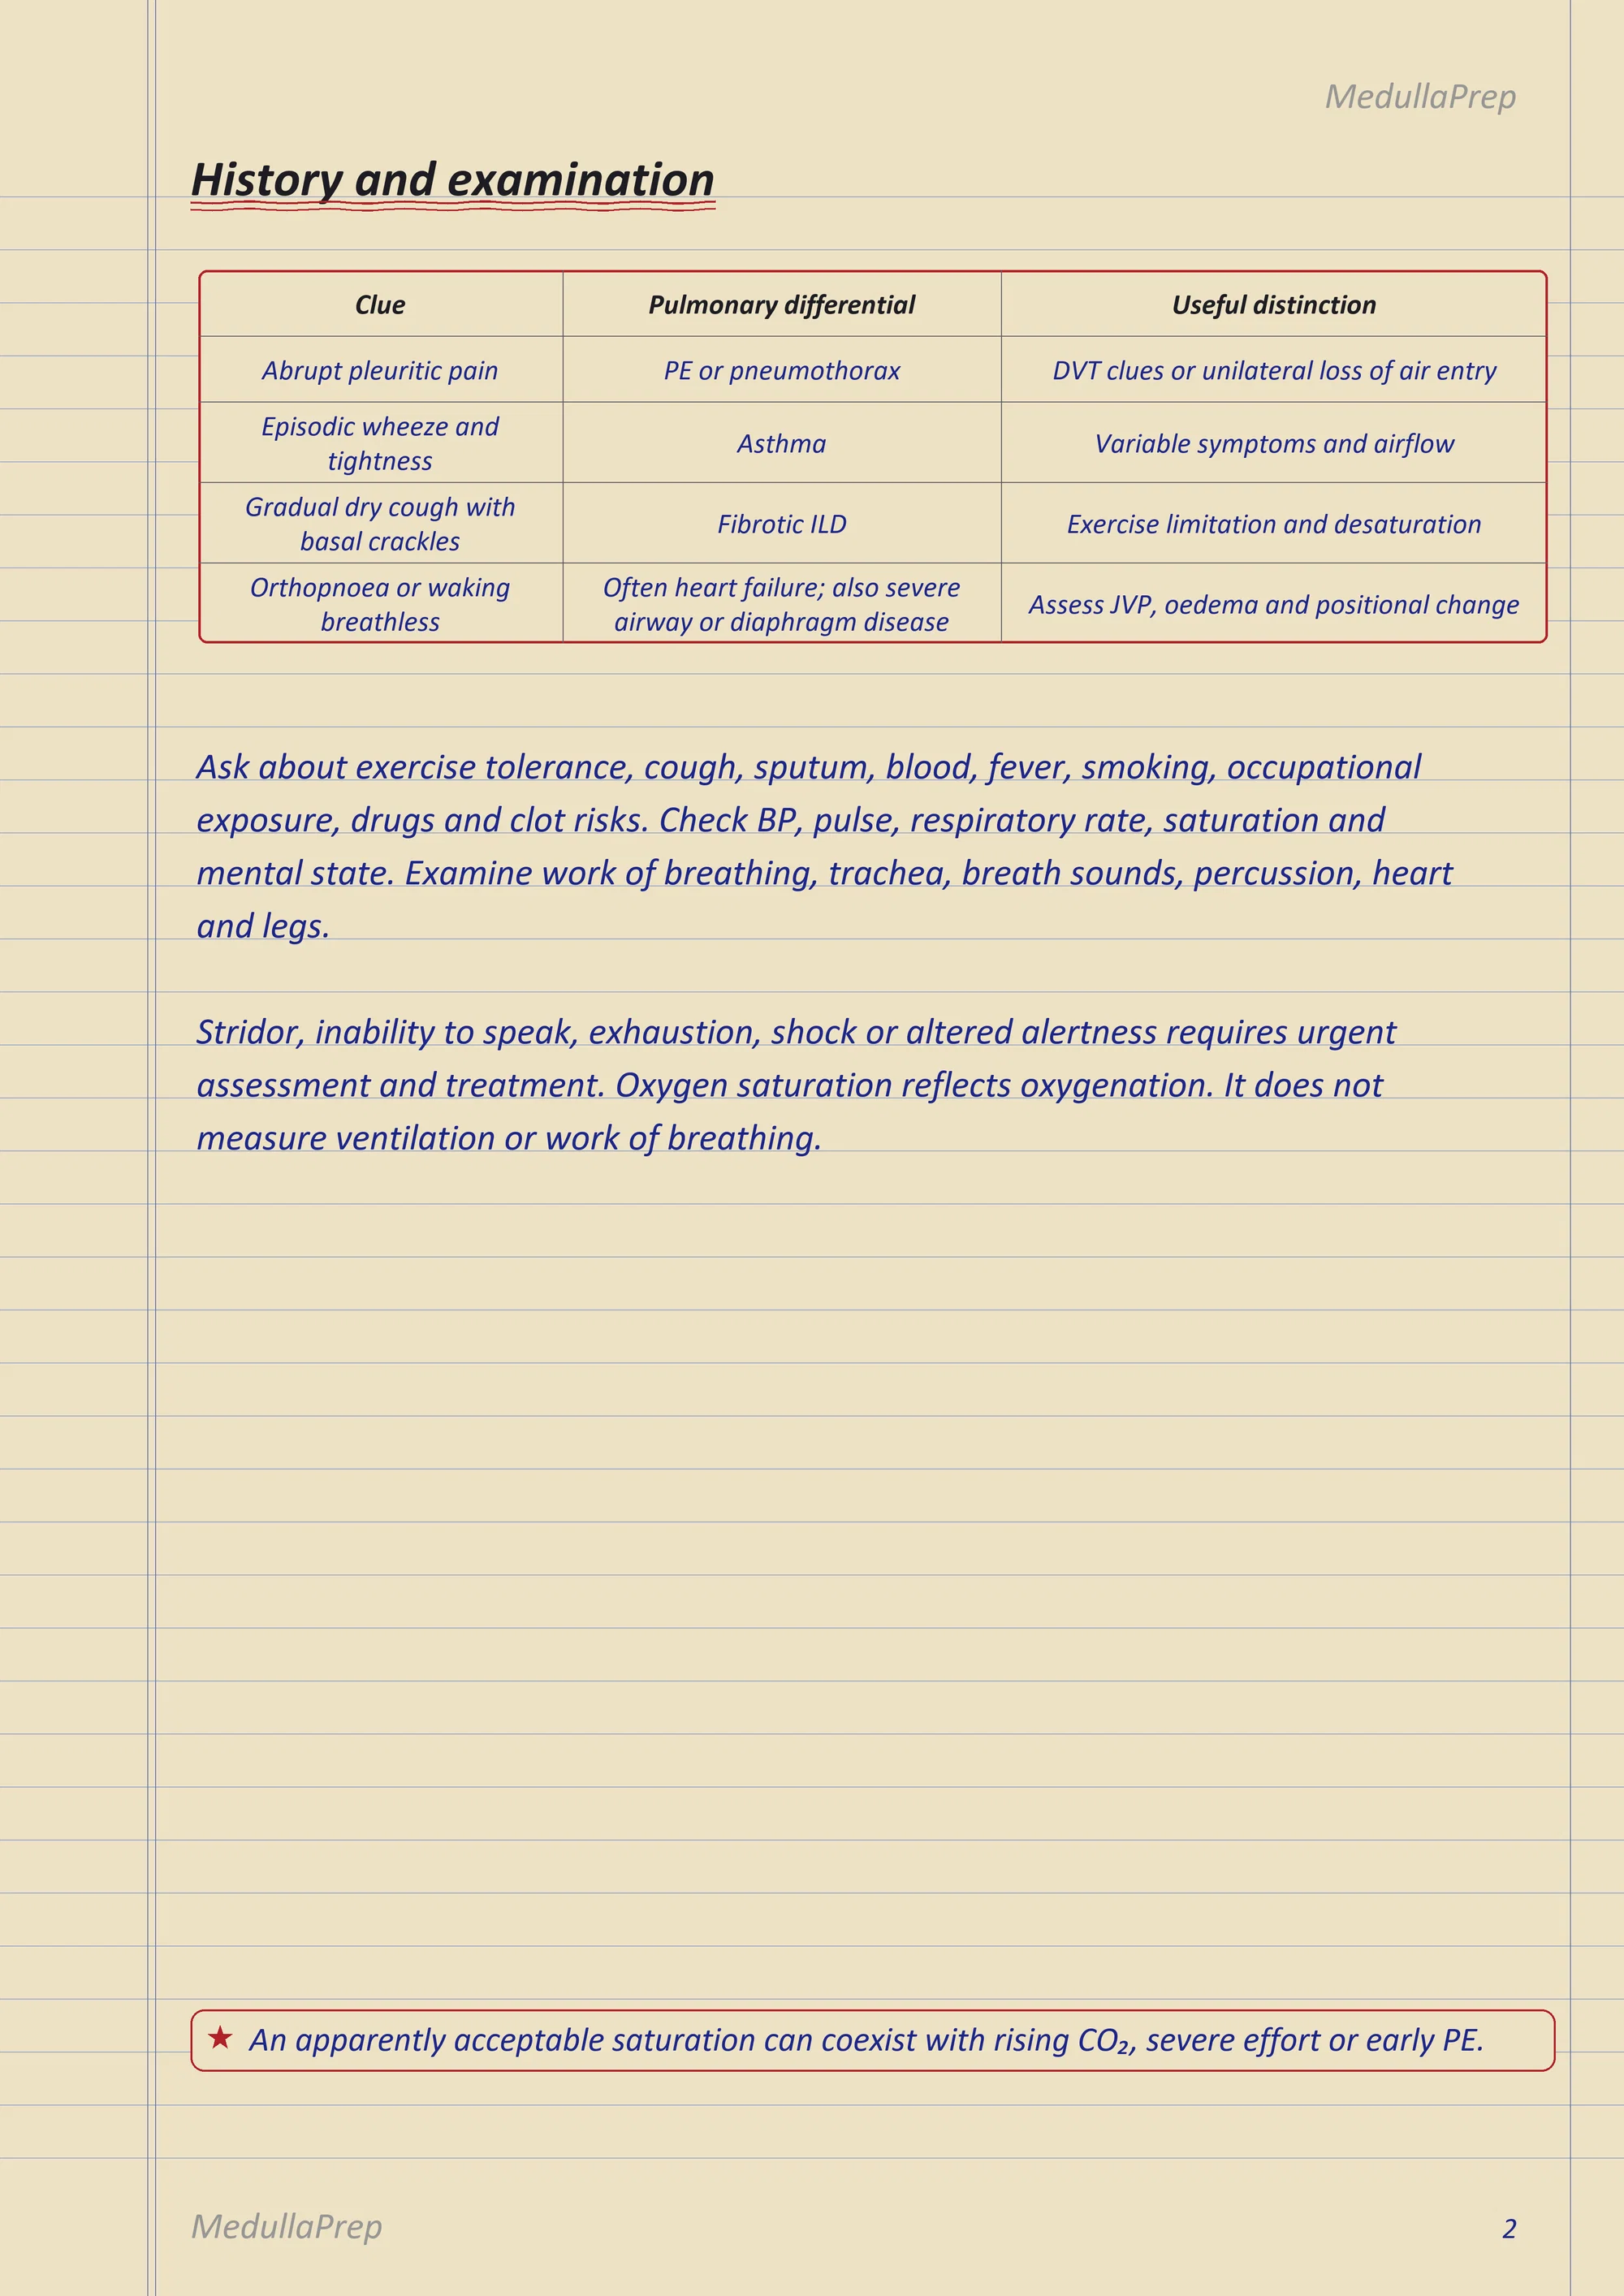 MedullaPrep
History and examination
Clue Pulmonary differential Useful distinction
Abrupt pleuritic pain PE or pneumothorax DVT clues or unilateral loss of air entry
Episodic wheeze and
tightness Asthma Variable symptoms and airflow
Gradual dry cough with
basal crackles Fibrotic ILD Exercise limitation and desaturation
Orthopnoea or waking
breathless Often heart failure; also severe
airway or diaphragm disease Assess JVP, oedema and positional change
Ask about exercise tolerance, cough, sputum, blood, fever, smoking, occupational
exposure, drugs and clot risks. Check BP, pulse, respiratory rate, saturation and
mental state. Examine work of breathing, trachea, breath sounds, percussion, heart
and legs.
Stridor, inability to speak, exhaustion, shock or altered alertness requires urgent
assessment and treatment. Oxygen saturation reflects oxygenation. It does not
measure ventilation or work of breathing.
★ An apparently acceptable saturation can coexist with rising CO₂, severe effort or early PE.
MedullaPrep 2